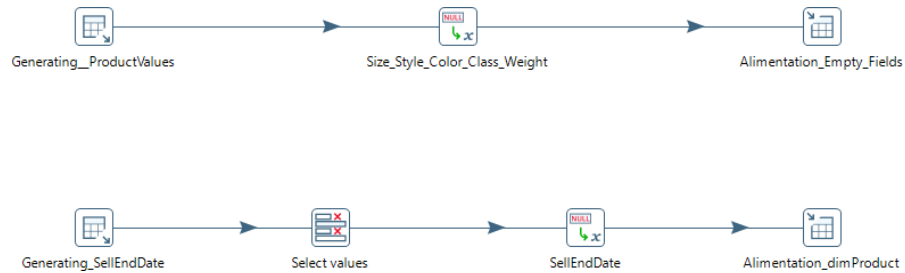 NULL
x
Generating__ProductValues
Size_Style_Color_Class_Weight
Alimentation_Empty_Fields
NULL
x
Generating_SellEndDate
Select values
SellEndDate
Alimentation_dimProduct